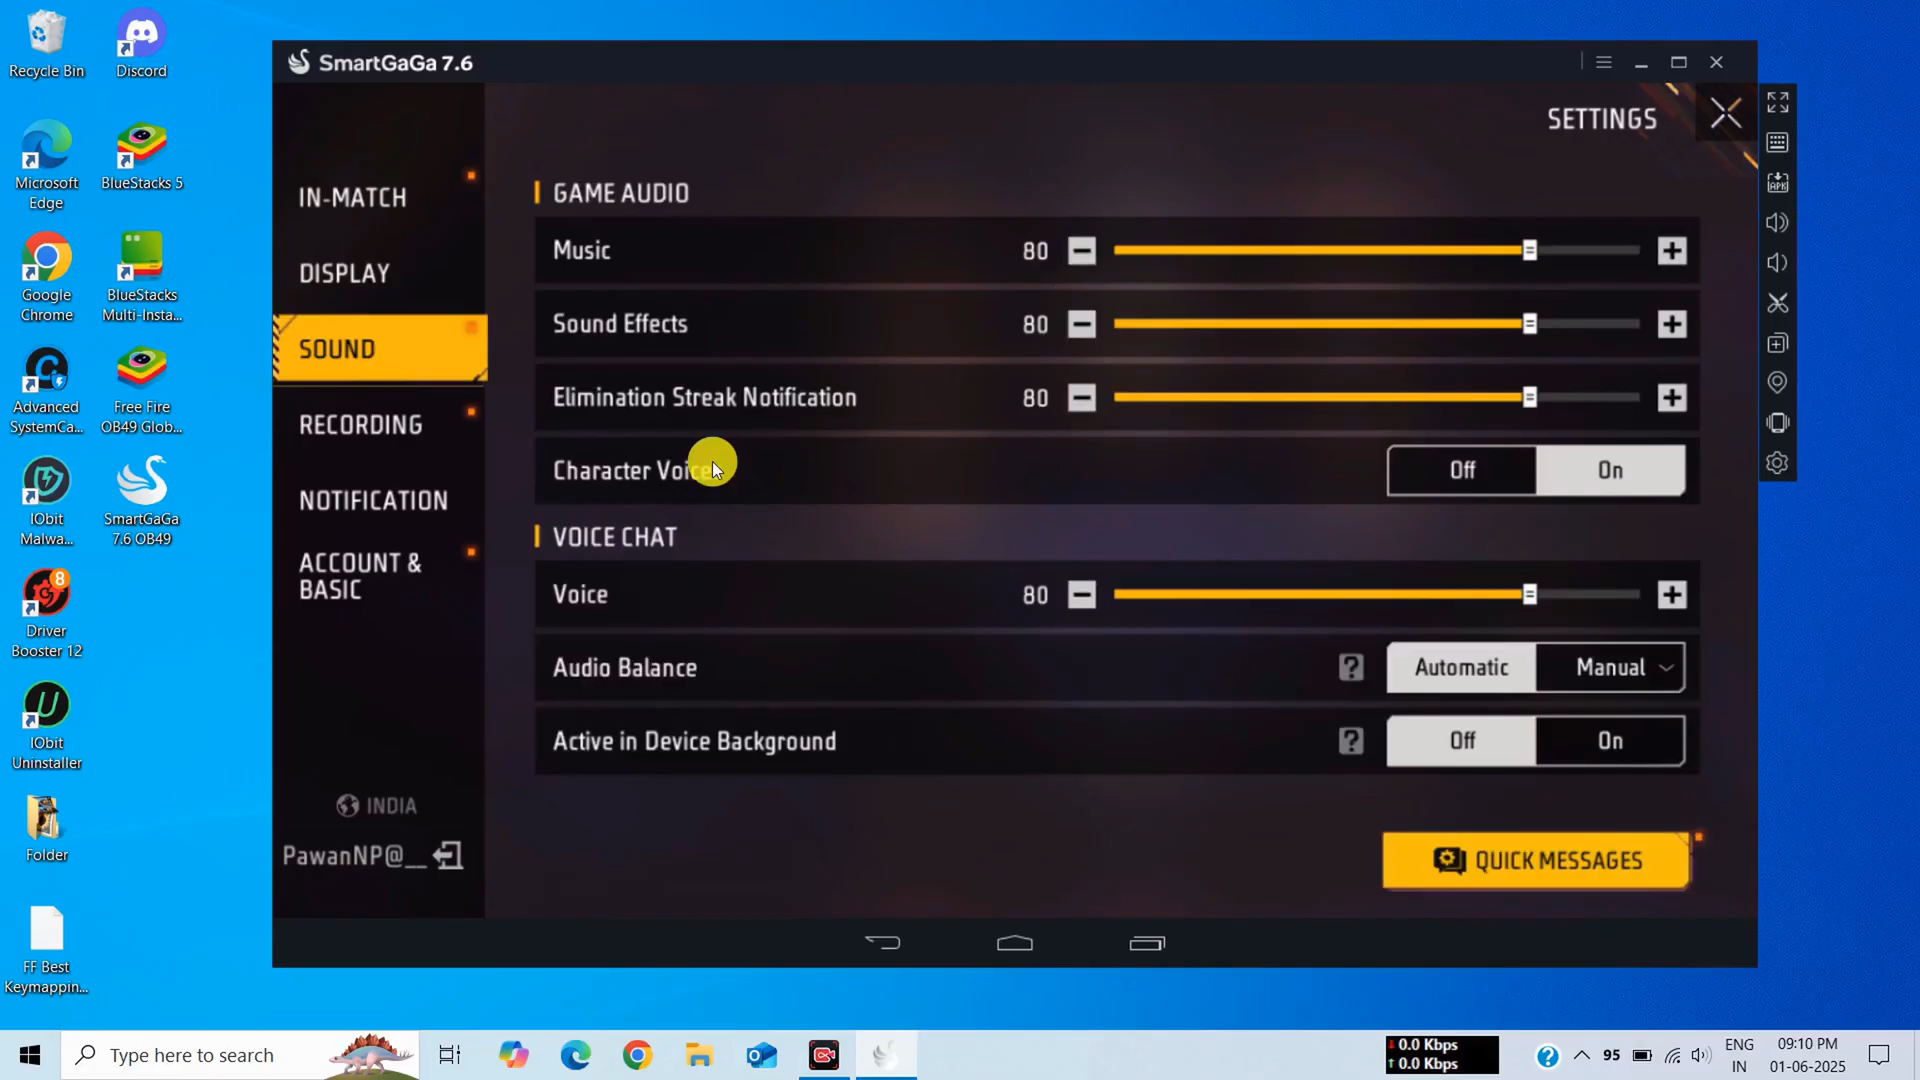 Recycle Bin
Discord
Microsoft
Edge
BlueStacks 5
Google
Chrome
BlueStacks
Multi-Insta...
Advanced
SystemCa...
Free Fire
OB49 Glob...
IObit
Malwa...
SmartGaGa
7.6 OB49
8
Driver
Booster 12
IObit
Uninstaller
Folder
FF Best
Keymappin...
SmartGaGa 7.6
SETTINGS
APK
IN-MATCH
DISPLAY
SOUND
RECORDING
NOTIFICATION
ACCOUNT &
BASIC
INDIA
PawanNP@__
GAME AUDIO
Music 80
Sound Effects 80
Elimination Streak Notification 80
Character Voice Off On
VOICE CHAT
Voice 80
Audio Balance ? Automatic Manual
Active in Device Background ? Off On
QUICK MESSAGES
Type here to search
0.0 Kbps
0.0 Kbps
95
ENG
IN
09:10 PM
01-06-2025